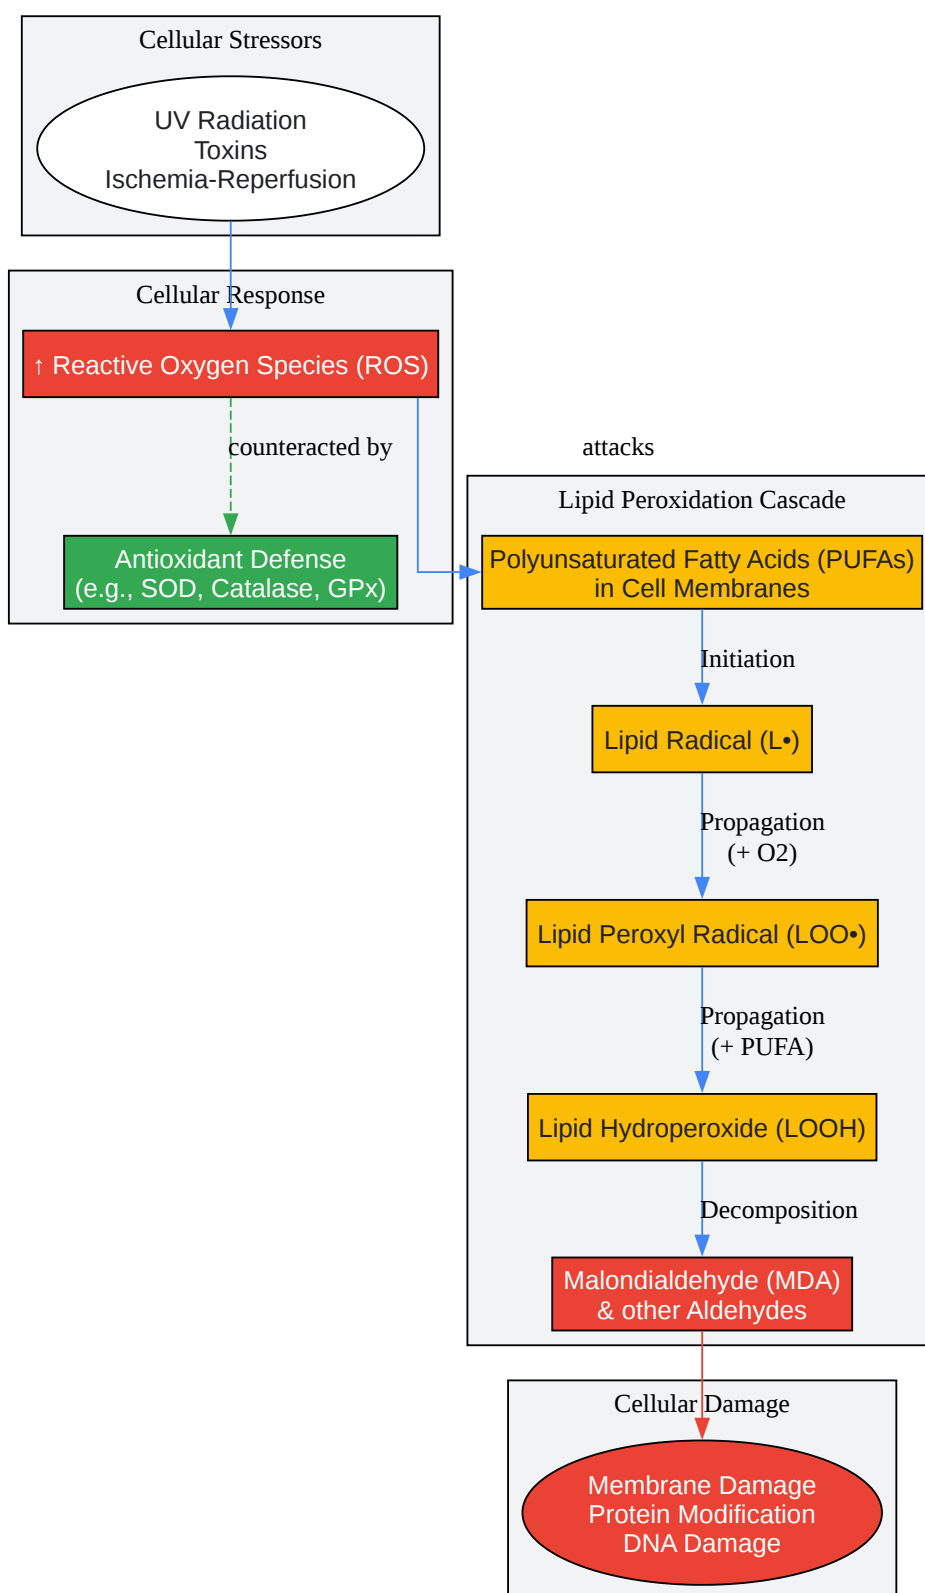 Cellular Stressors
UV Radiation
Toxins
Ischemia-Reperfusion
Cellular Response
↑ Reactive Oxygen Species (ROS)
counteracted by
attacks
Antioxidant Defense
(e.g., SOD, Catalase, GPx)
Lipid Peroxidation Cascade
Polyunsaturated Fatty Acids (PUFAs)
in Cell Membranes
Initiation
Lipid Radical (L•)
Propagation
(+ O2)
Lipid Peroxyl Radical (LOO•)
Propagation
(+ PUFA)
Lipid Hydroperoxide (LOOH)
Decomposition
Malondialdehyde (MDA)
& other Aldehydes
Cellular Damage
Membrane Damage
Protein Modification
DNA Damage